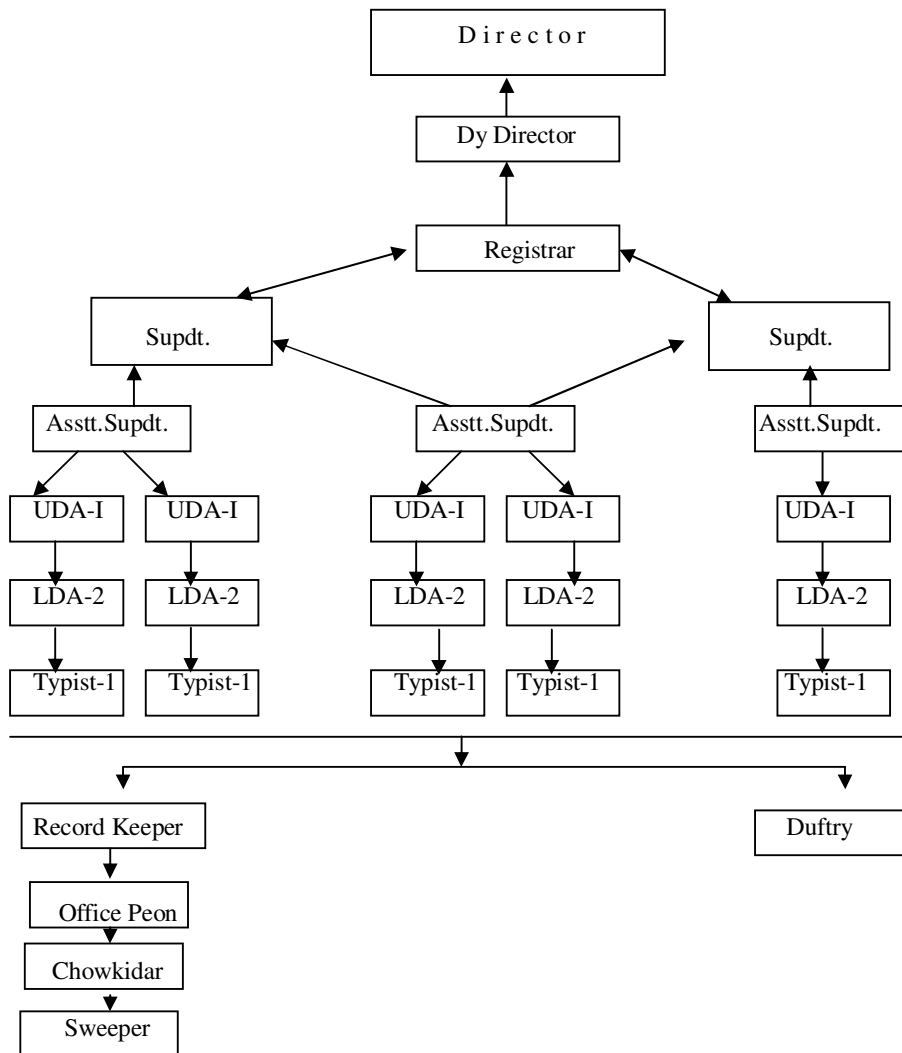 D i r e c t o r
Dy Director
Registrar
Supdt.
Supdt.
Asstt.Supdt.
Asstt.Supdt.
Asstt.Supdt.
UDA-I
UDA-I
UDA-I
UDA-I
UDA-I
LDA-2
LDA-2
LDA-2
LDA-2
LDA-2
Typist-1
Typist-1
Typist-1
Typist-1
Typist-1
Record Keeper
Duftry
Office Peon
Chowkidar
Sweeper